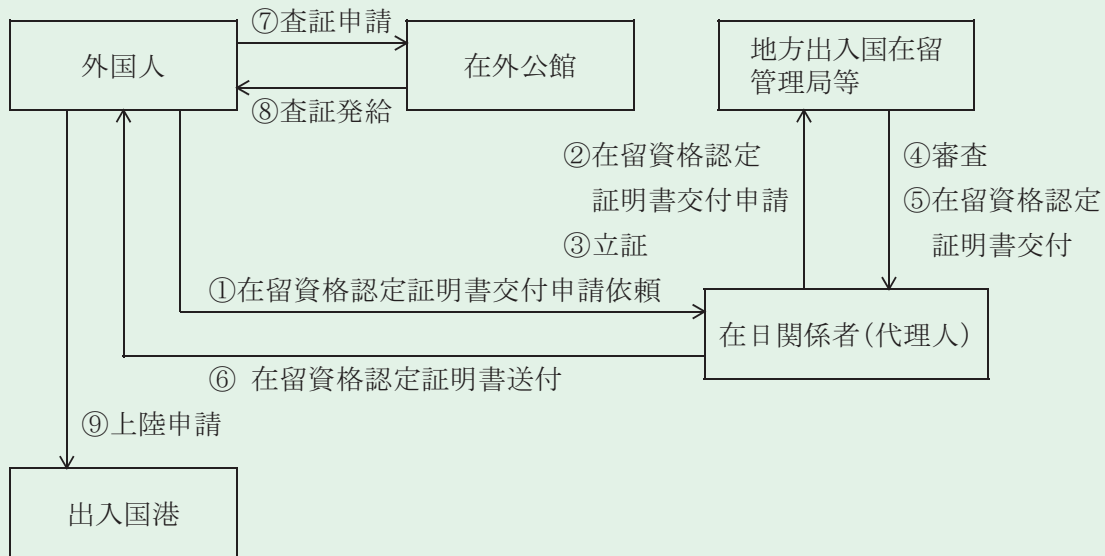 ⑦査証申請
外国人
在外公館
地方出入国在留
管理局等
⑧査証発給
②在留資格認定
証明書交付申請
③立証
④審査
⑤在留資格認定
証明書交付
①在留資格認定証明書交付申請依頼
在日関係者(代理人)
⑥ 在留資格認定証明書送付
⑨上陸申請
出入国港